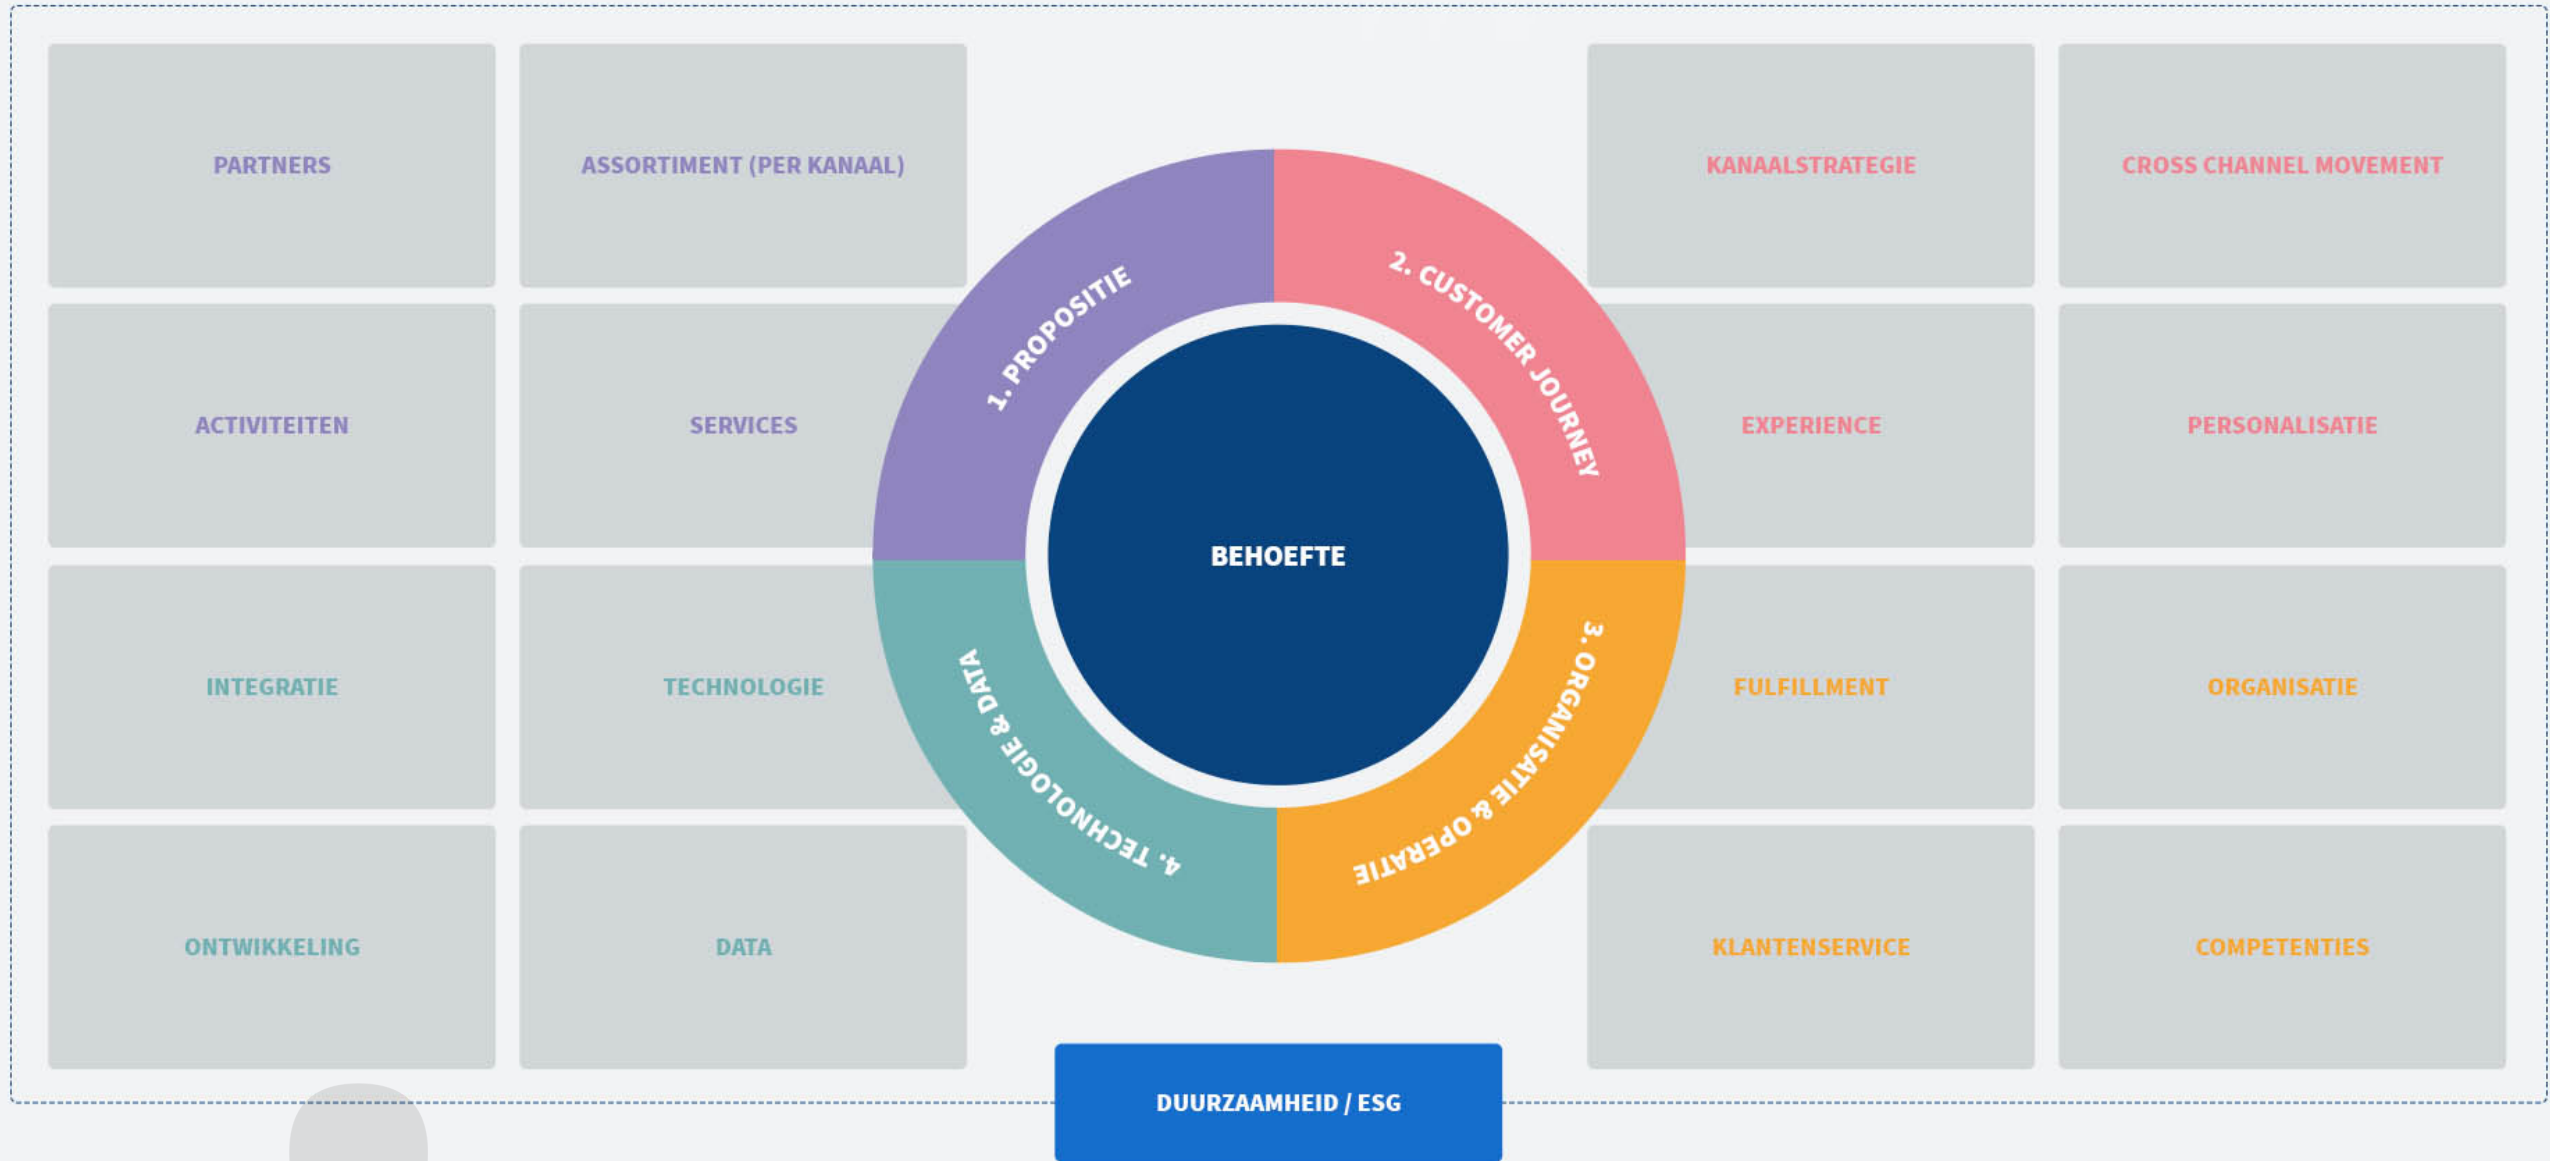 PARTNERS
ASSORTIMENT (PER KANAAL)
ACTIVITEITEN
SERVICES
1. PROPOSITIE
2. CUSTOMER JOURNEY
KANAALSTRATEGIE
CROSS CHANNEL MOVEMENT
EXPERIENCE
PERSONALISATIE
BEHOEFTE
INTEGRATIE
TECHNOLOGIE
ONTWIKKELING
DATA
4. TECHNOLOGIE & DATA
3. ORGANISATIE & OPERATIE
FULFILLMENT
ORGANISATIE
KLANTENSERVICE
COMPETENTIES
DUURZAAMHEID / ESG